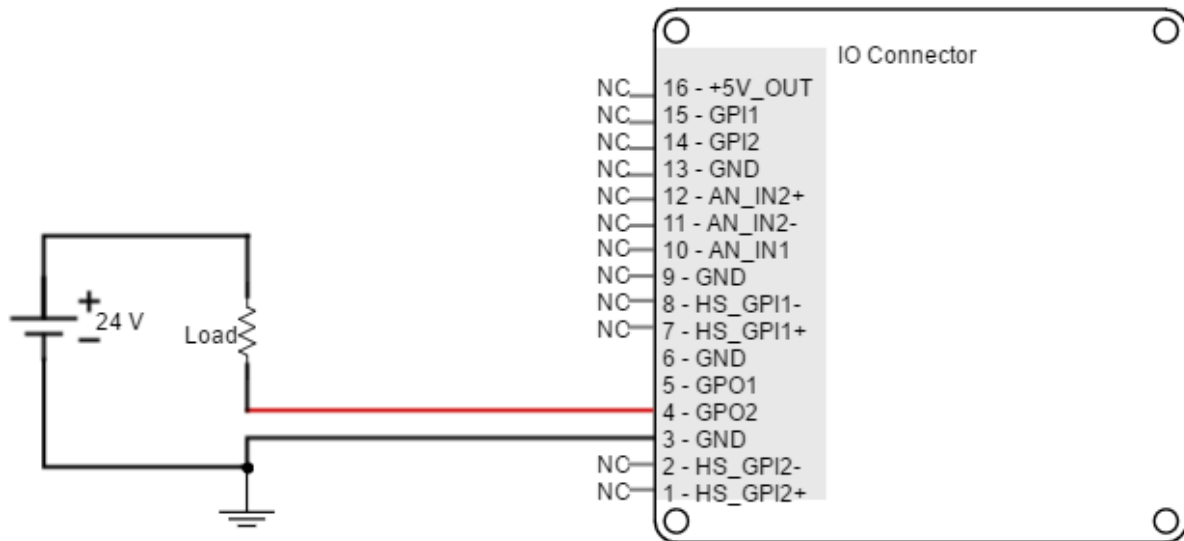 IO Connector
NC 16 - +5V_OUT
NC 15 - GPI1
NC 14 - GPI2
NC 13 - GND
NC 12 - AN_IN2+
NC 11 - AN_IN2-
NC 10 - AN_IN1
NC 9 - GND
NC 8 - HS_GPI1-
NC 7 - HS_GPI1+
6 - GND
5 - GPO1
4 - GPO2
3 - GND
NC 2 - HS_GPI2-
NC 1 - HS_GPI2+
+
24 V
−
Load